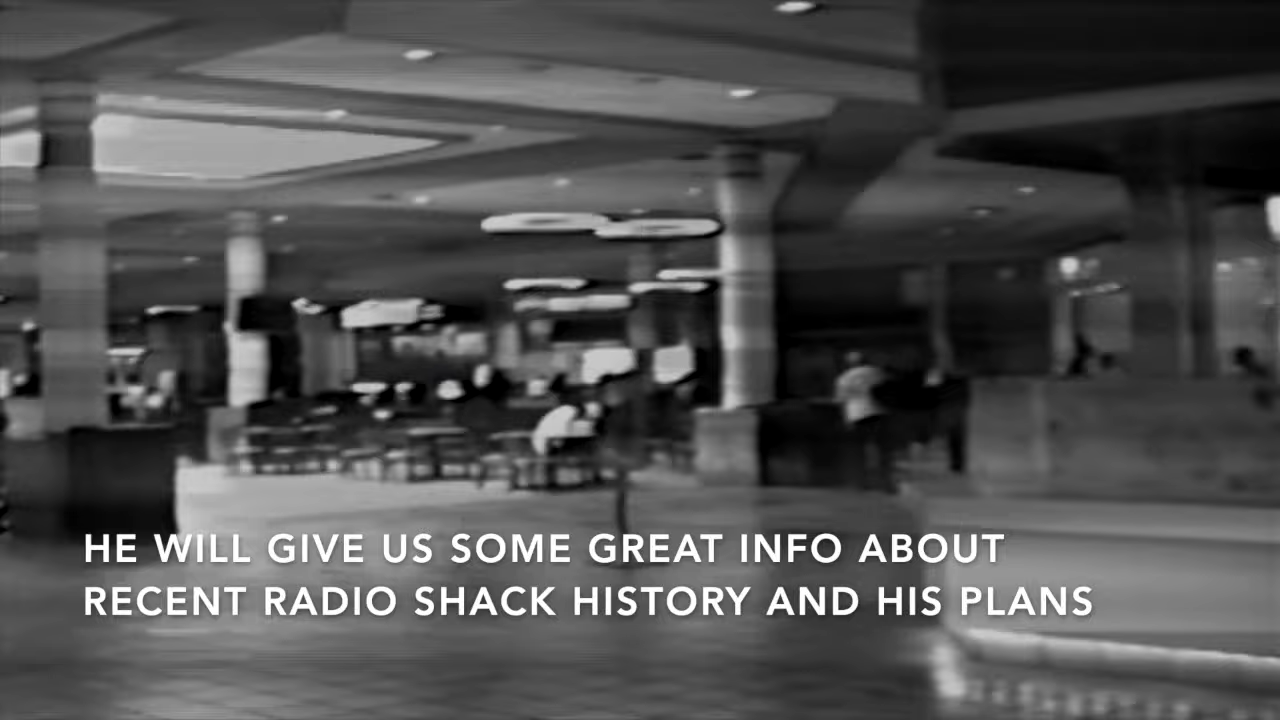 HE WILL GIVE US SOME GREAT INFO ABOUT
RECENT RADIO SHACK HISTORY AND HIS PLANS